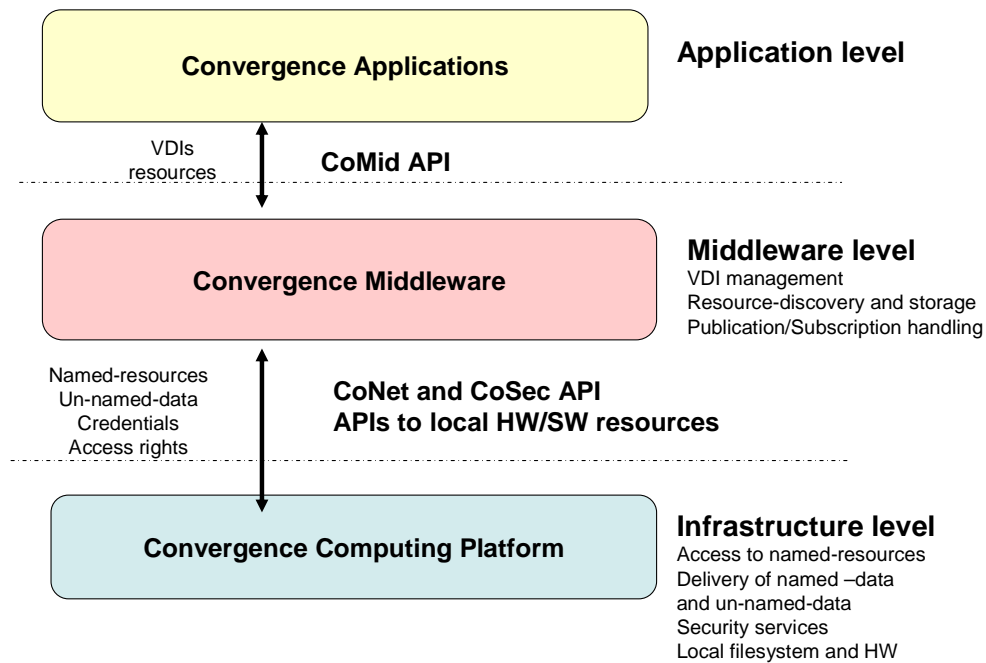 Convergence Applications
Application level
VDIs
resources
CoMid API
Convergence Middleware
Middleware level
VDI management
Resource-discovery and storage
Publication/Subscription handling
Named-resources
Un-named-data
Credentials
Access rights
CoNet and CoSec API
APIs to local HW/SW resources
Convergence Computing Platform
Infrastructure level
Access to named-resources
Delivery of named –data
and un-named-data
Security services
Local filesystem and HW